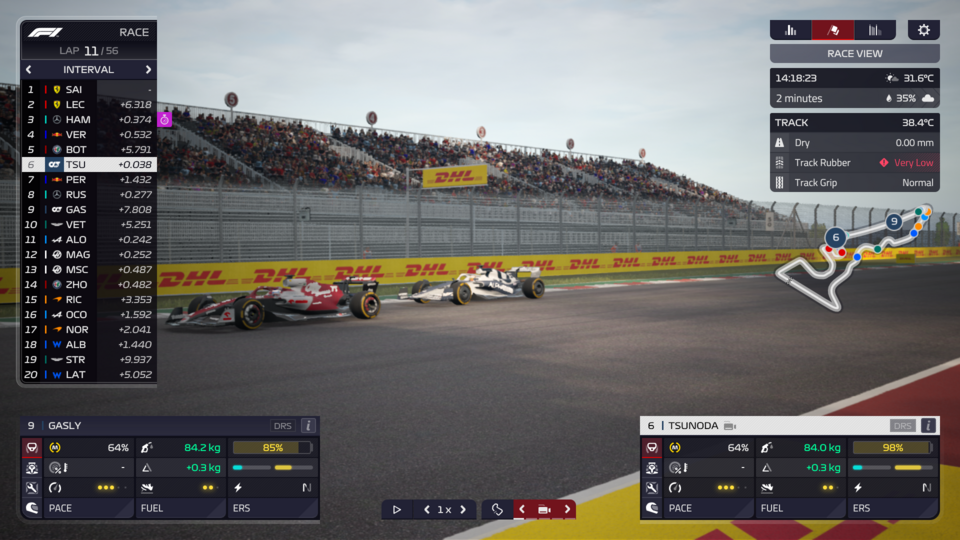 F1 RACE
LAP 11/56
INTERVAL
1 SAI -
2 LEC +6.318
3 HAM +0.374
4 VER +0.532
5 BOT +5.791
6 TSU +0.038
7 PER +1.432
8 RUS +0.277
9 GAS +7.808
10 VET +5.251
11 ALO +0.242
12 MAG +0.252
13 MSC +0.487
14 ZHO +0.482
15 RIC +3.353
16 OCO +1.592
17 NOR +2.041
18 ALB +1.440
19 STR +9.937
20 LAT +5.052
RACE VIEW
14:18:23 31.6°C
2 minutes 35%
TRACK 38.4°C
Dry 0.00 mm
Track Rubber Very Low
Track Grip Normal
9
6
DHL
DHL DHL DHL DHL DHL DHL DHL
9 GASLY DRS i
M 64% 84.2 kg 85%
- +0.3 kg
N
PACE FUEL ERS
1x
6 TSUNODA DRS i
M 64% 84.0 kg 98%
- +0.3 kg
N
PACE FUEL ERS